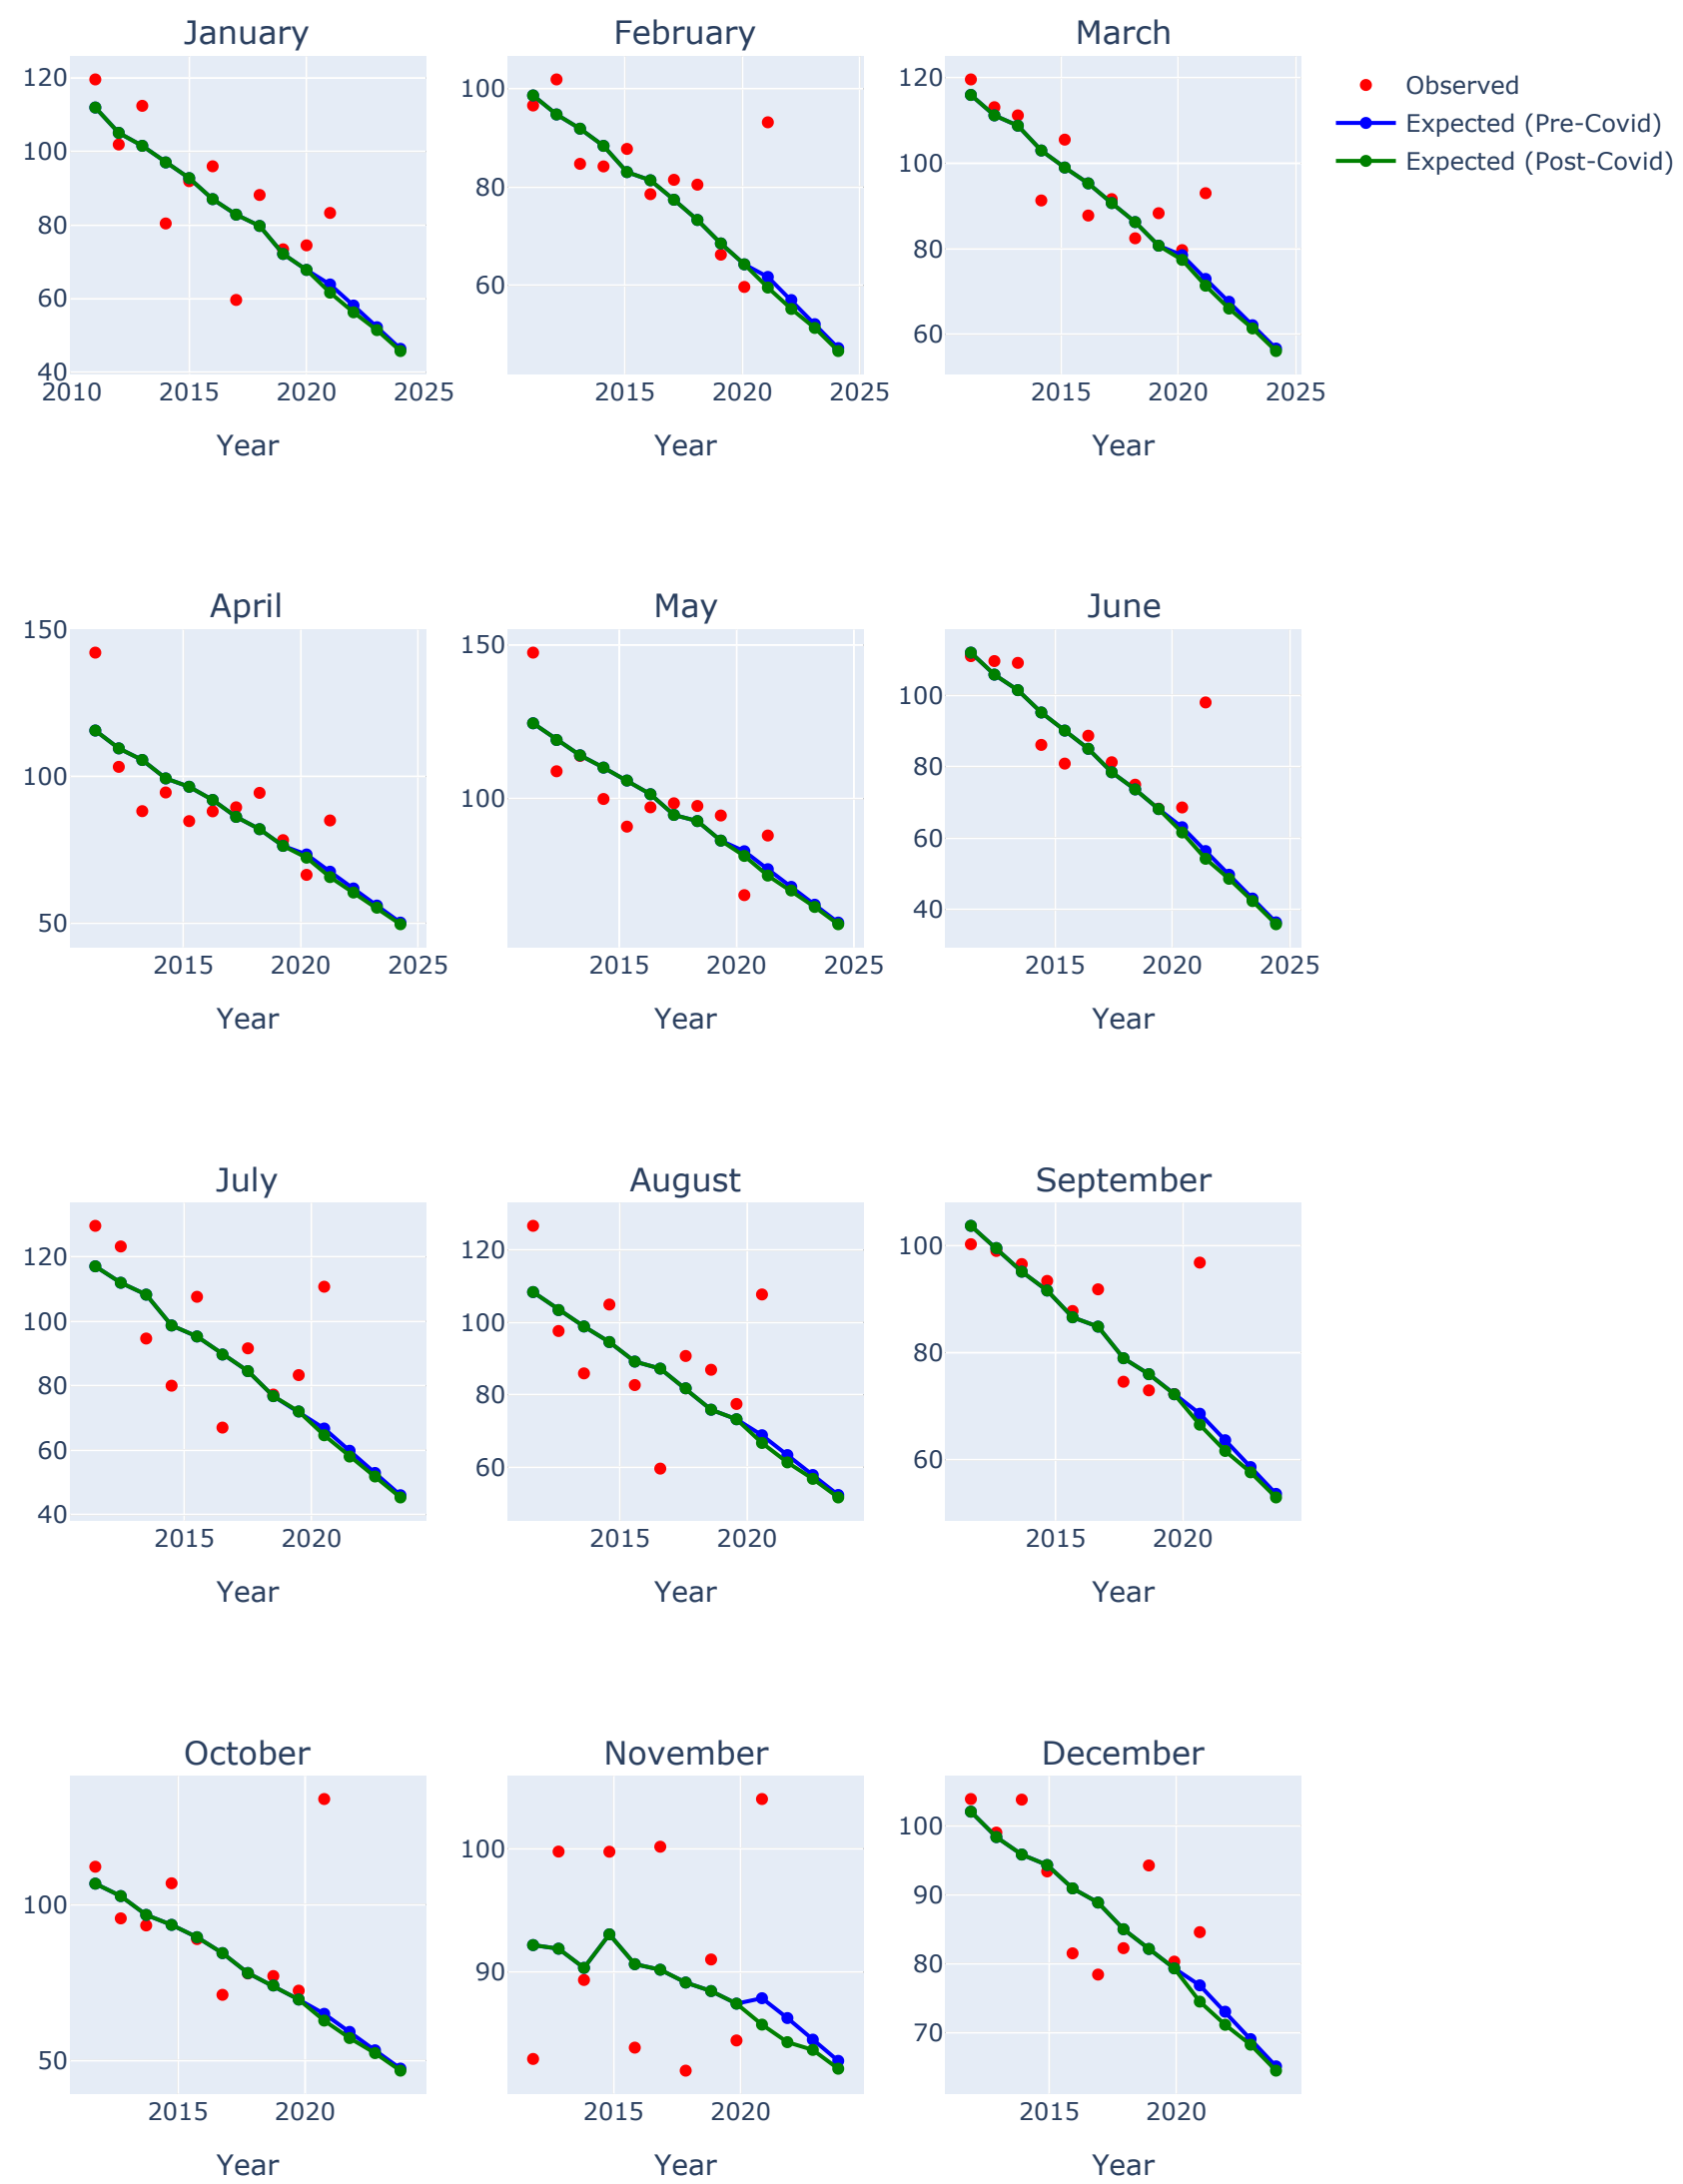 January February March
120
100
80
60
40
2010 2015 2020 2025
Year
100
80
60
2015 2020 2025
Year
120
100
80
60
2015 2020 2025
Year
Observed
Expected (Pre-Covid)
Expected (Post-Covid)
April May June
150
100
50
2015 2020 2025
Year
150
100
2015 2020 2025
Year
100
80
60
40
2015 2020 2025
Year
July August September
120
100
80
60
40
2015 2020
Year
120
100
80
60
2015 2020
Year
100
80
60
2015 2020
Year
October November December
100
50
2015 2020
Year
100
90
2015 2020
Year
100
90
80
70
2015 2020
Year